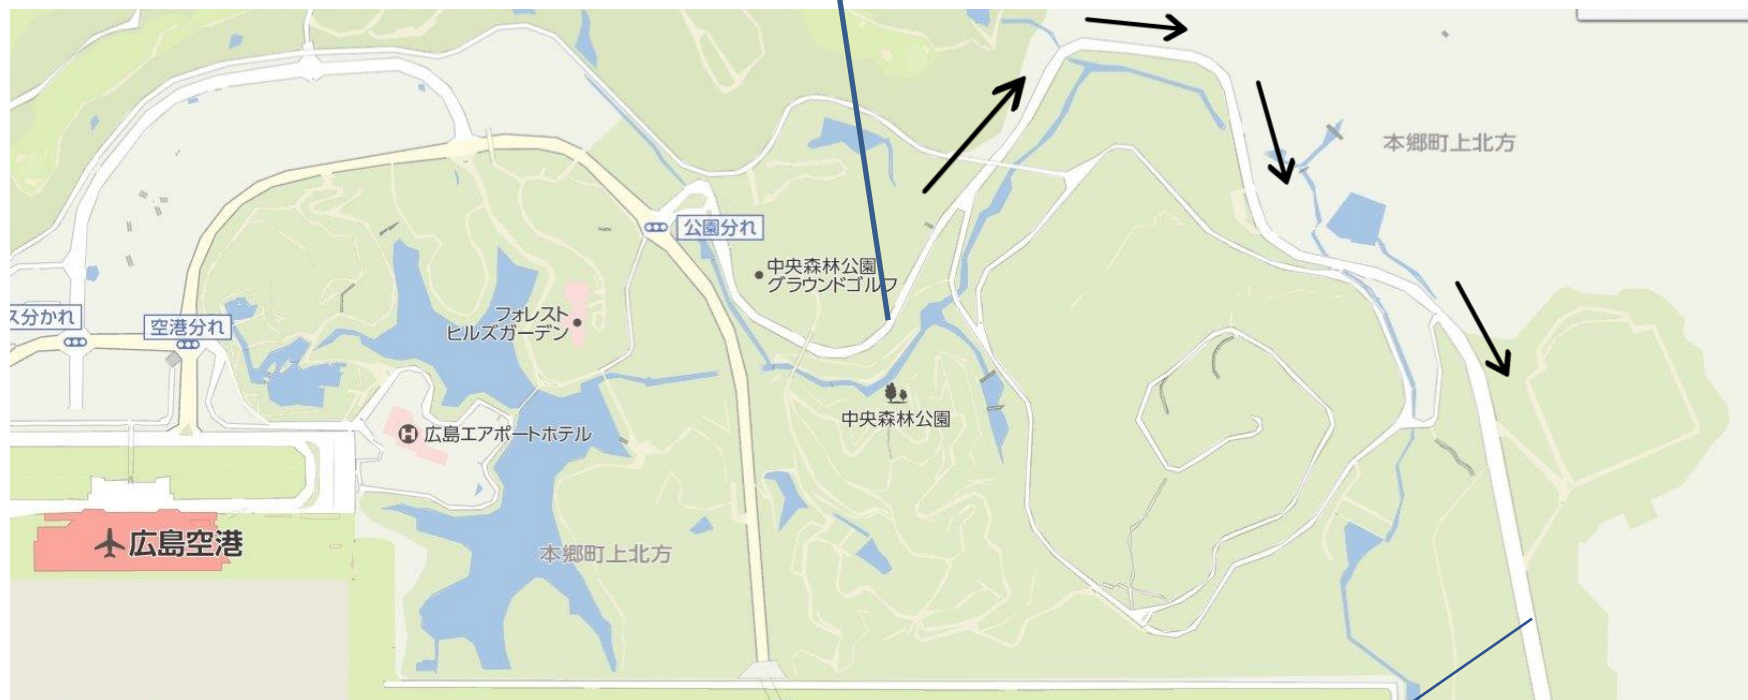 本郷町上北方
公園分れ
中央森林公園
グラウンドゴルフ
ス分かれ
空港分れ
フォレスト
ヒルズガーデン
中央森林公園
H 広島エアポートホテル
広島空港
本郷町上北方